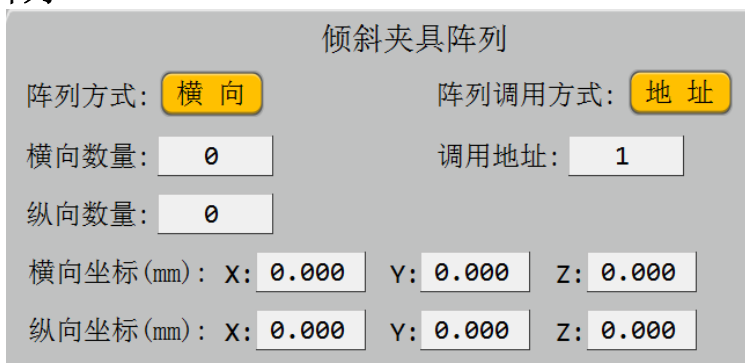 倾斜夹具阵列
阵列方式: 横 向 阵列调用方式: 地 址
横向数量: 0 调用地址: 1
纵向数量: 0
横向坐标(mm): X: 0.000 Y: 0.000 Z: 0.000
纵向坐标(mm): X: 0.000 Y: 0.000 Z: 0.000